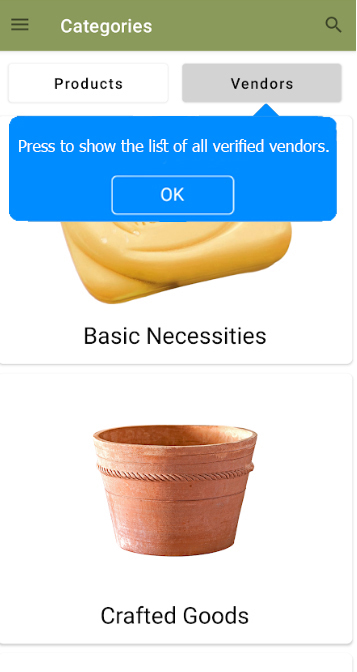 Categories
Products
Vendors
Press to show the list of all verified vendors.
OK
Basic Necessities
Crafted Goods